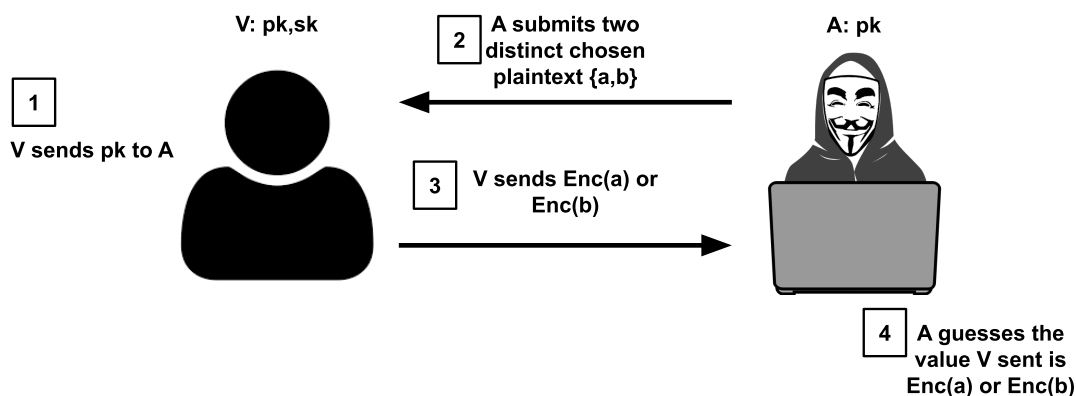 V: pk,sk
A: pk
1
V sends pk to A
2
A submits two
distinct chosen
plaintext {a,b}
3
V sends Enc(a) or
Enc(b)
4
A guesses the
value V sent is
Enc(a) or Enc(b)